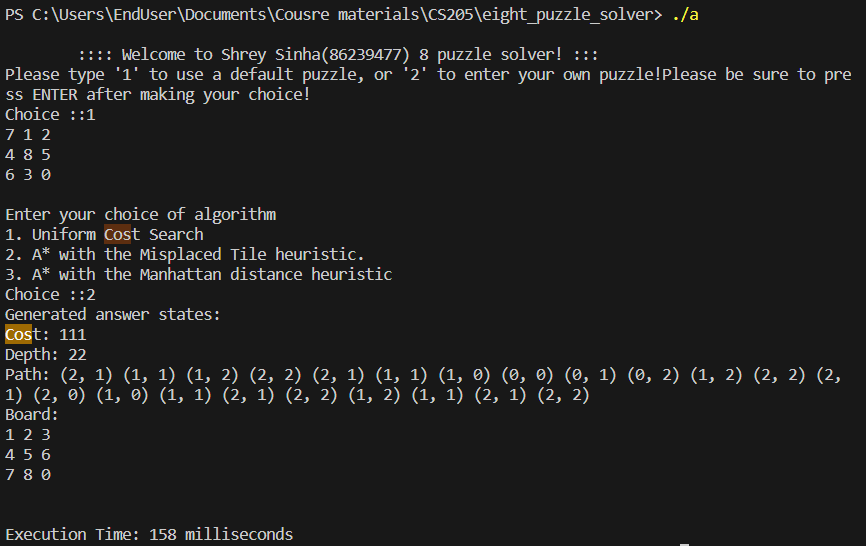 PS C:\Users\EndUser\Documents\Cousre materials\CS205\eight_puzzle_solver> ./a
:::: Welcome to Shrey Sinha(86239477) 8 puzzle solver! :::
Please type '1' to use a default puzzle, or '2' to enter your own puzzle!Please be sure to pre
ss ENTER after making your choice!
Choice ::1
7 1 2
4 8 5
6 3 0
Enter your choice of algorithm
1. Uniform Cost Search
2. A* with the Misplaced Tile heuristic.
3. A* with the Manhattan distance heuristic
Choice ::2
Generated answer states:
Cost: 111
Depth: 22
Path: (2, 1) (1, 1) (1, 2) (2, 2) (2, 1) (1, 1) (1, 0) (0, 0) (0, 1) (0, 2) (1, 2) (2, 2) (2,
1) (2, 0) (1, 0) (1, 1) (2, 1) (2, 2) (1, 2) (1, 1) (2, 1) (2, 2)
Board:
1 2 3
4 5 6
7 8 0
Execution Time: 158 milliseconds